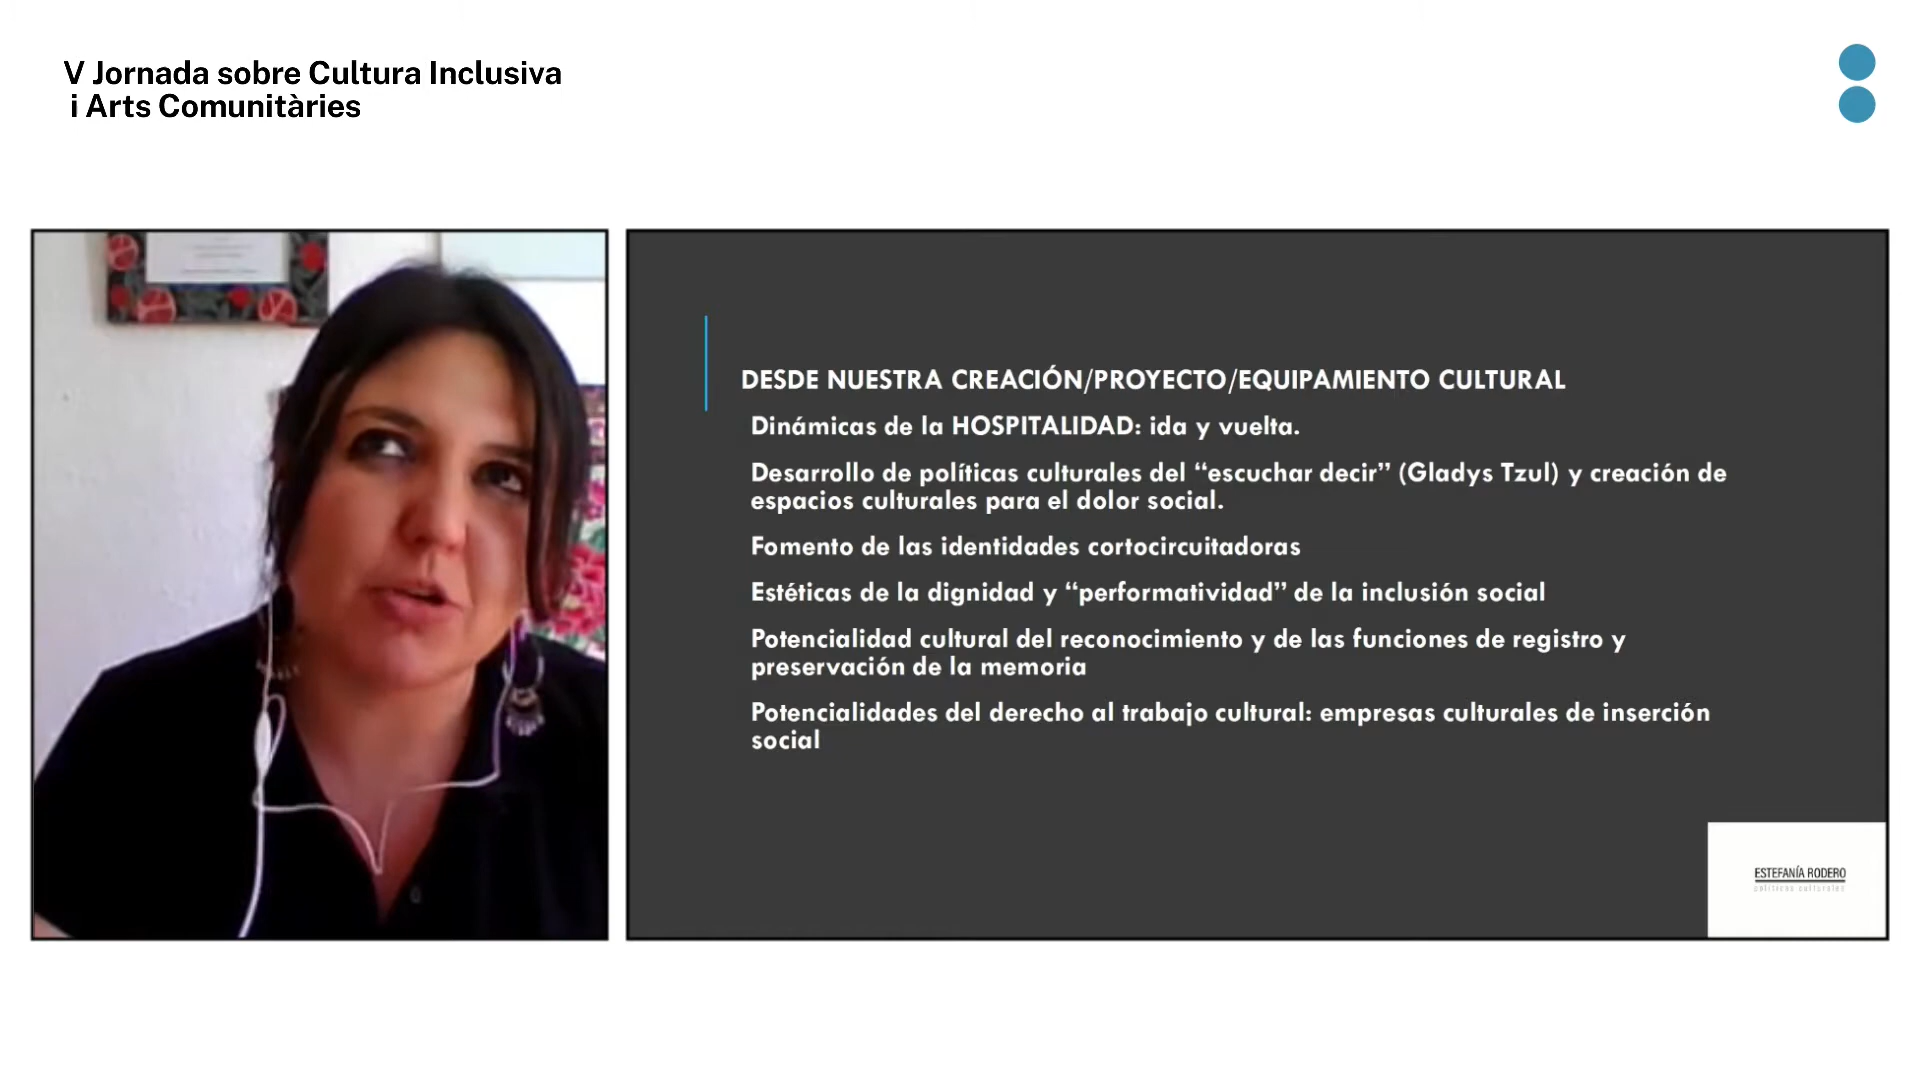 V Jornada sobre Cultura Inclusiva
i Arts Comunitàries
DESDE NUESTRA CREACIÓN/PROYECTO/EQUIPAMIENTO CULTURAL
Dinámicas de la HOSPITALIDAD: ida y vuelta.
Desarrollo de políticas culturales del “escuchar decir” (Gladys Tzul) y creación de
espacios culturales para el dolor social.
Fomento de las identidades cortocircuitadoras
Estéticas de la dignidad y “performatividad” de la inclusión social
Potencialidad cultural del reconocimiento y de las funciones de registro y
preservación de la memoria
Potencialidades del derecho al trabajo cultural: empresas culturales de inserción
social
ESTEFANÍA RODERO
políticas culturales